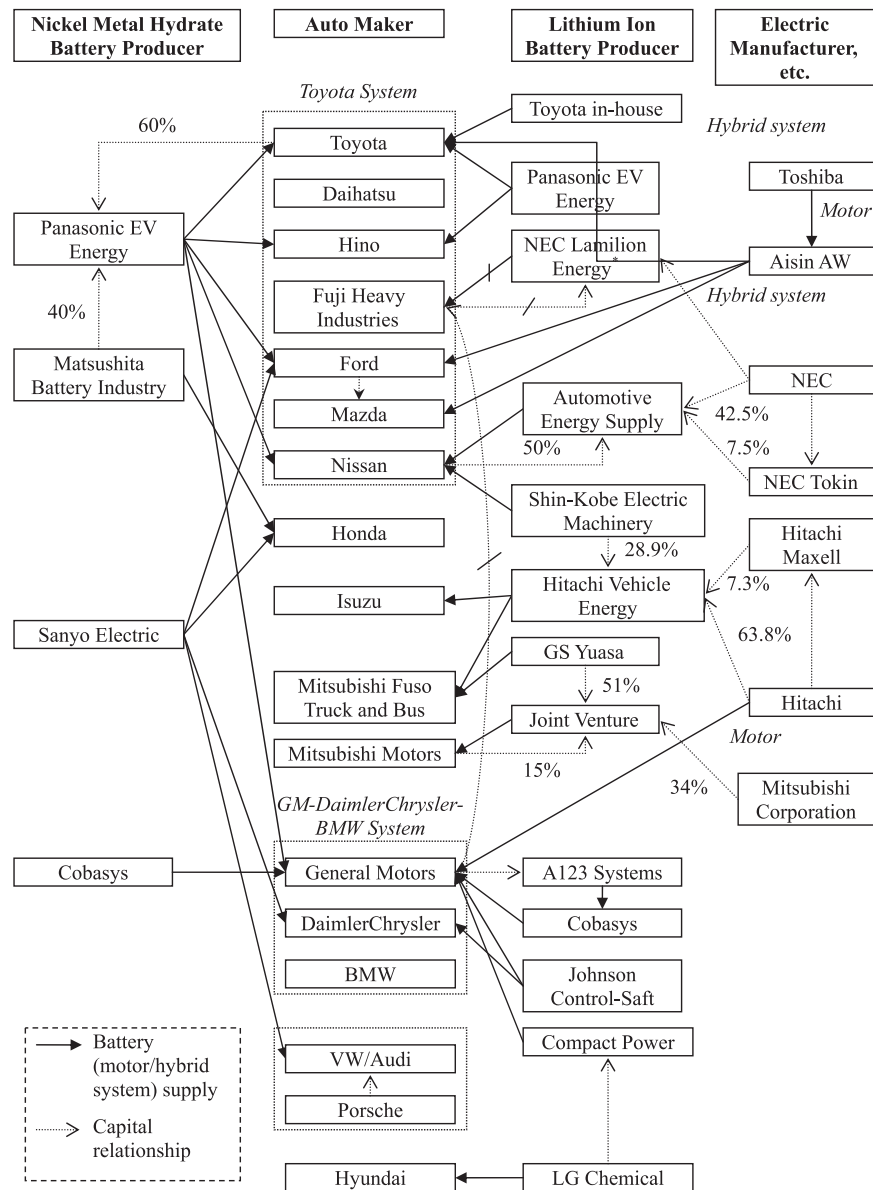 Nickel Metal Hydrate
Battery Producer
Auto Maker
Lithium Ion
Battery Producer
Electric
Manufacturer,
etc.
Toyota System
60%
Toyota
Toyota in-house
Hybrid system
Daihatsu
Panasonic EV
Energy
Toshiba
Motor
Panasonic EV
Energy
Hino
NEC Lamilion
Energy*
Aisin AW
Hybrid system
40%
Fuji Heavy
Industries
Matsushita
Battery Industry
Ford
Mazda
Automotive
Energy Supply
NEC
42.5%
7.5%
Nissan
50%
NEC Tokin
Honda
Shin-Kobe Electric
Machinery
28.9%
Hitachi
Maxell
7.3%
Isuzu
Hitachi Vehicle
Energy
63.8%
Sanyo Electric
GS Yuasa
51%
Mitsubishi Fuso
Truck and Bus
Joint Venture
Hitachi
Motor
Mitsubishi Motors
15%
34%
Mitsubishi
Corporation
GM-DaimlerChrysler-
BMW System
Cobasys
General Motors
A123 Systems
DaimlerChrysler
Cobasys
BMW
Johnson
Control-Saft
Battery
(motor/hybrid
system) supply
Capital
relationship
VW/Audi
Porsche
Compact Power
Hyundai
LG Chemical